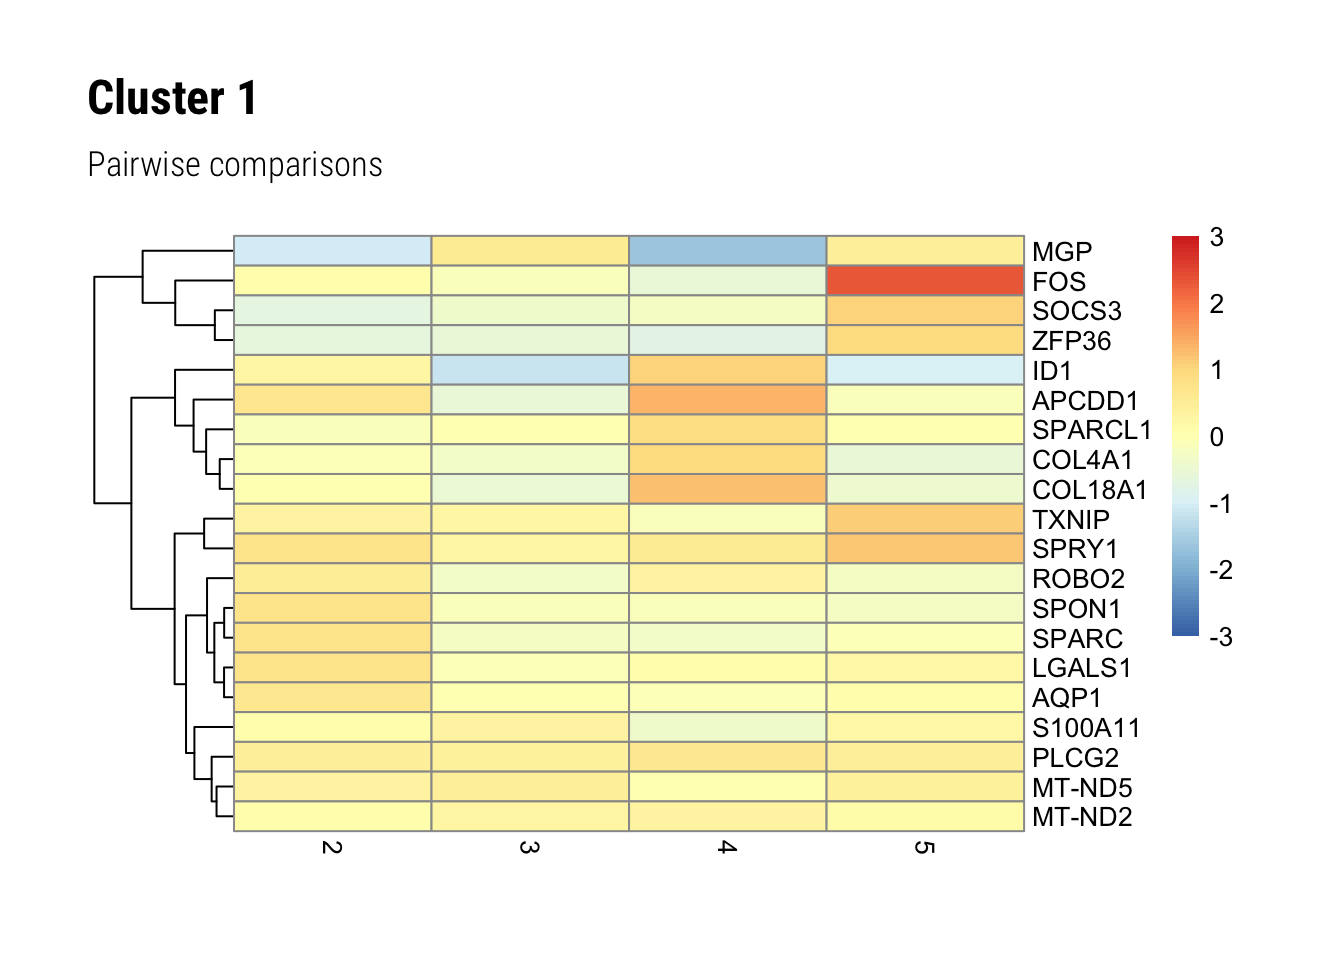 Cluster 1
Pairwise comparisons
MGP
FOS
SOCS3
ZFP36
ID1
APCDD1
SPARCL1
COL4A1
COL18A1
TXNIP
SPRY1
ROBO2
SPON1
SPARC
LGALS1
AQP1
S100A11
PLCG2
MT-ND5
MT-ND2
2
3
4
5
3
2
1
0
-1
-2
-3